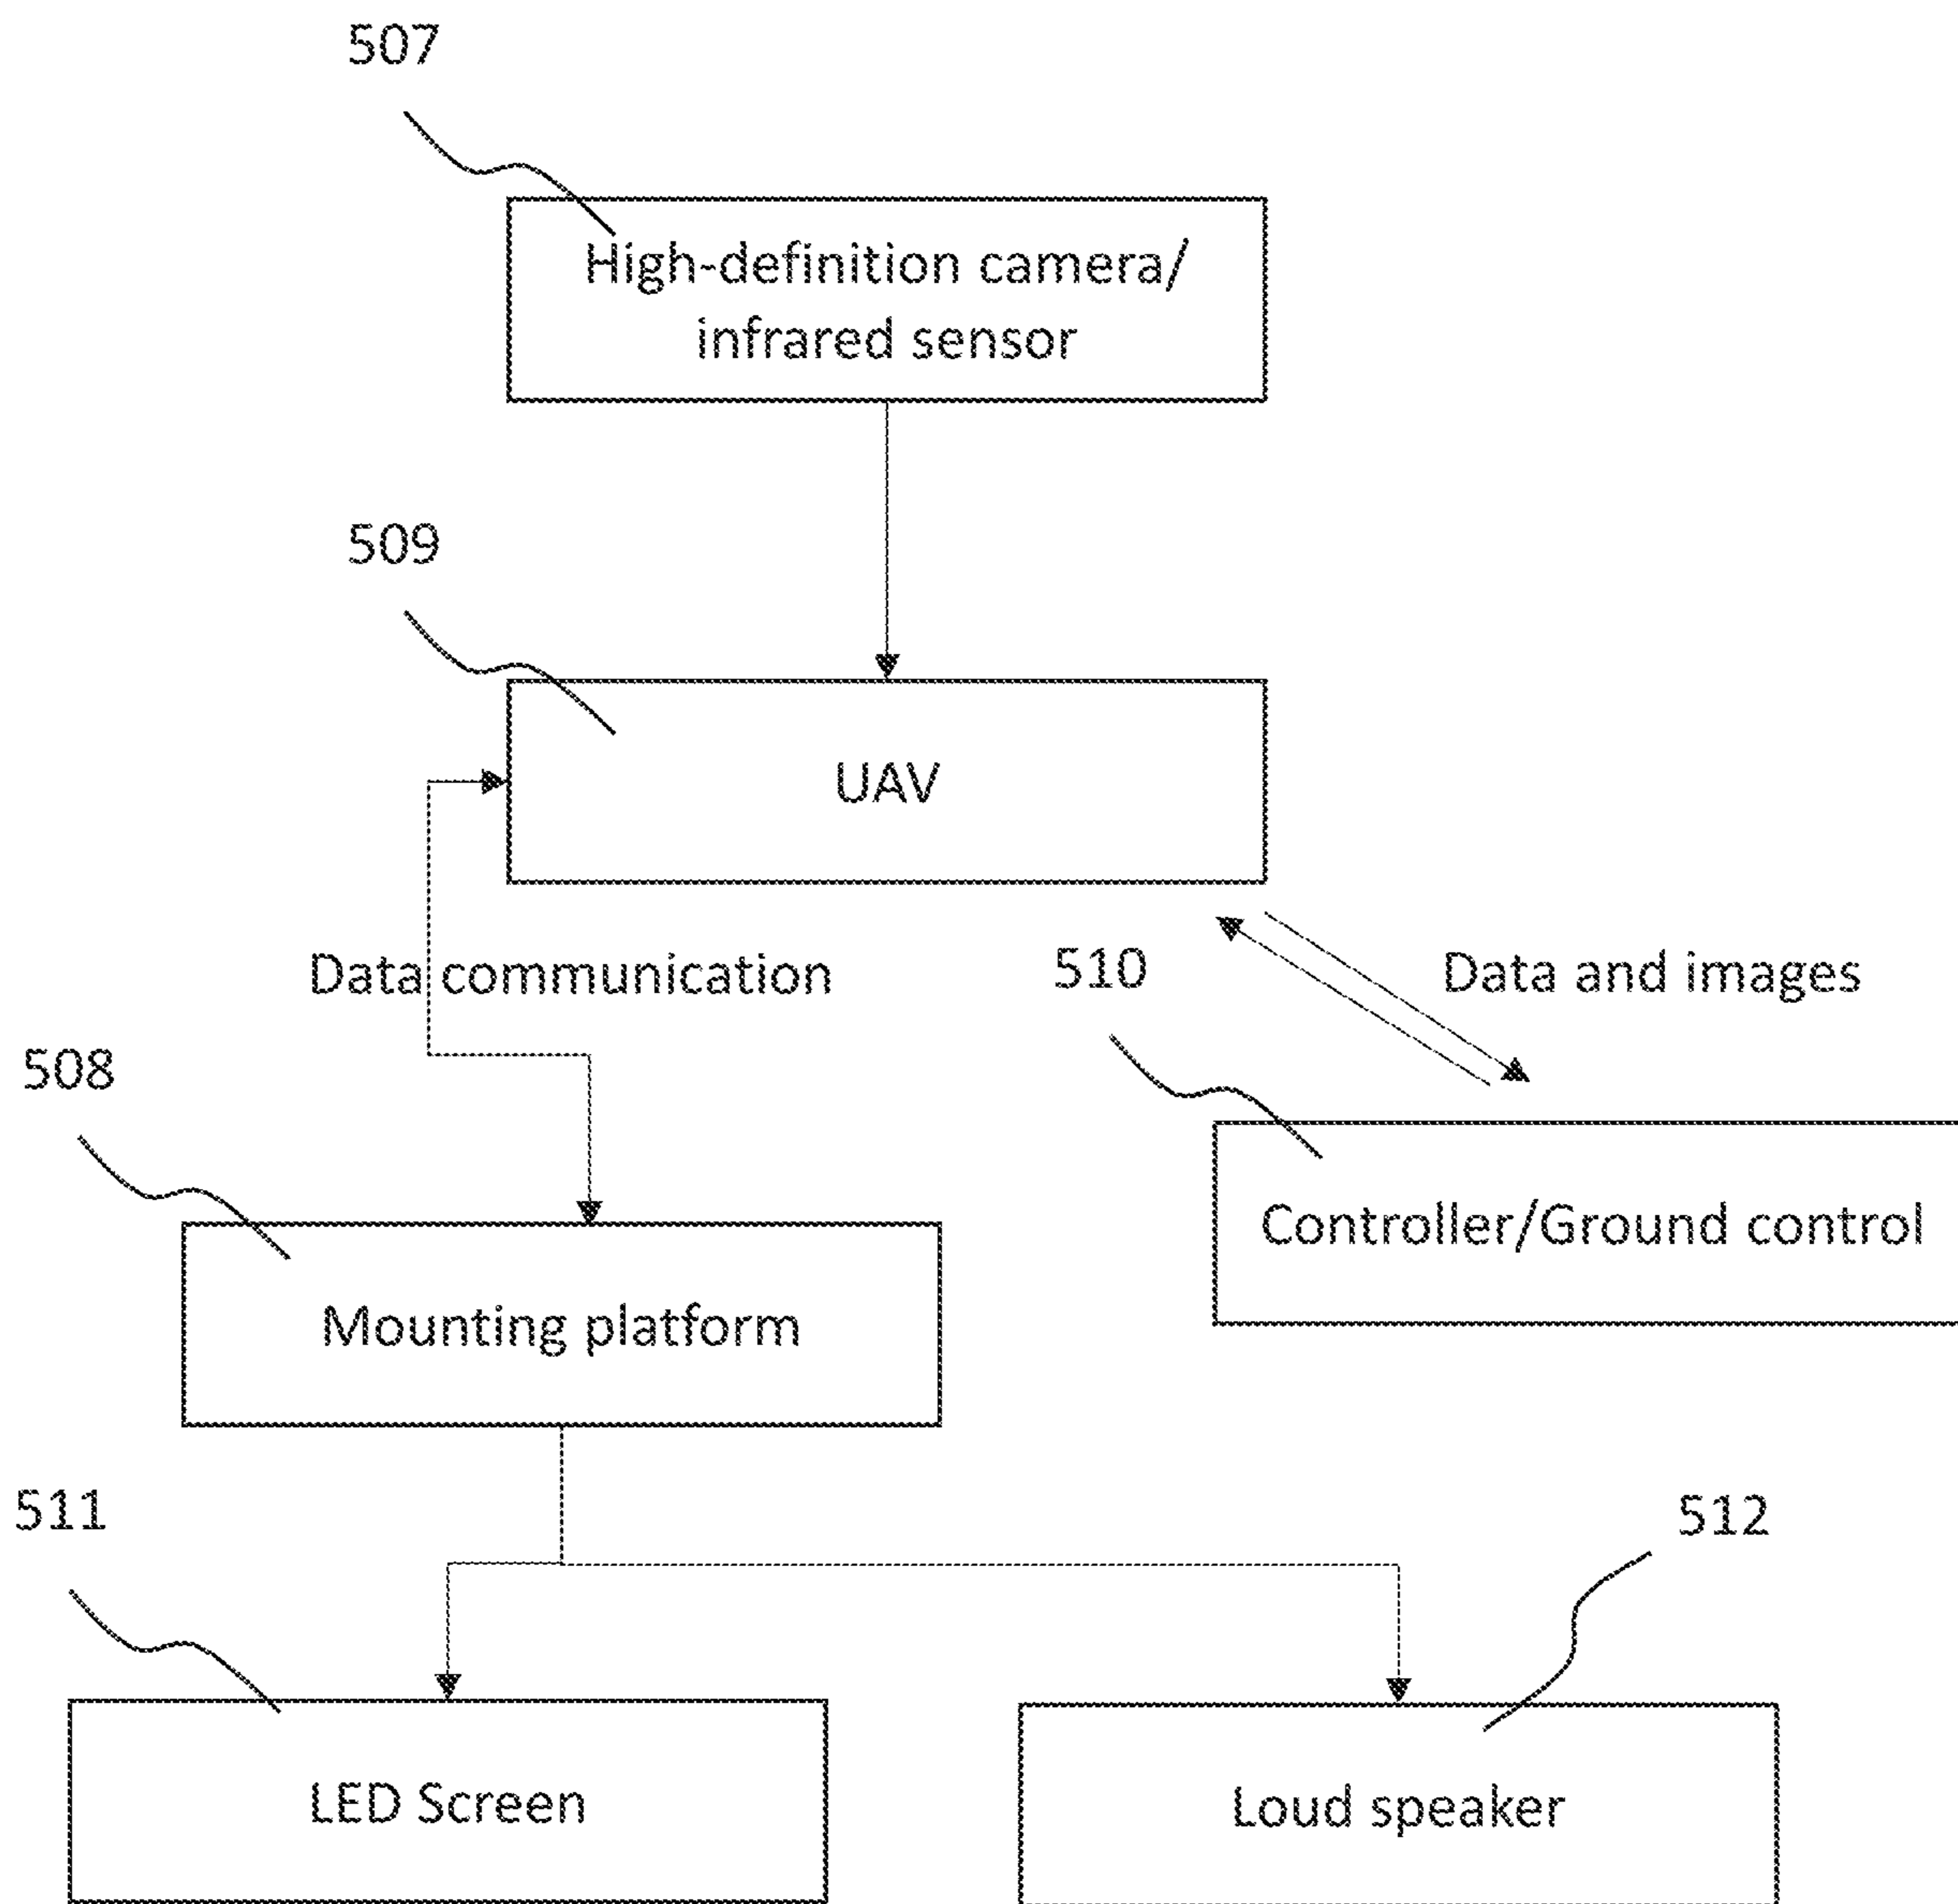 507
High-definition camera/
infrared sensor
509
UAV
Data communication
510
Data and images
508
Controller/Ground control
Mounting platform
511
512
LED Screen
Loud speaker